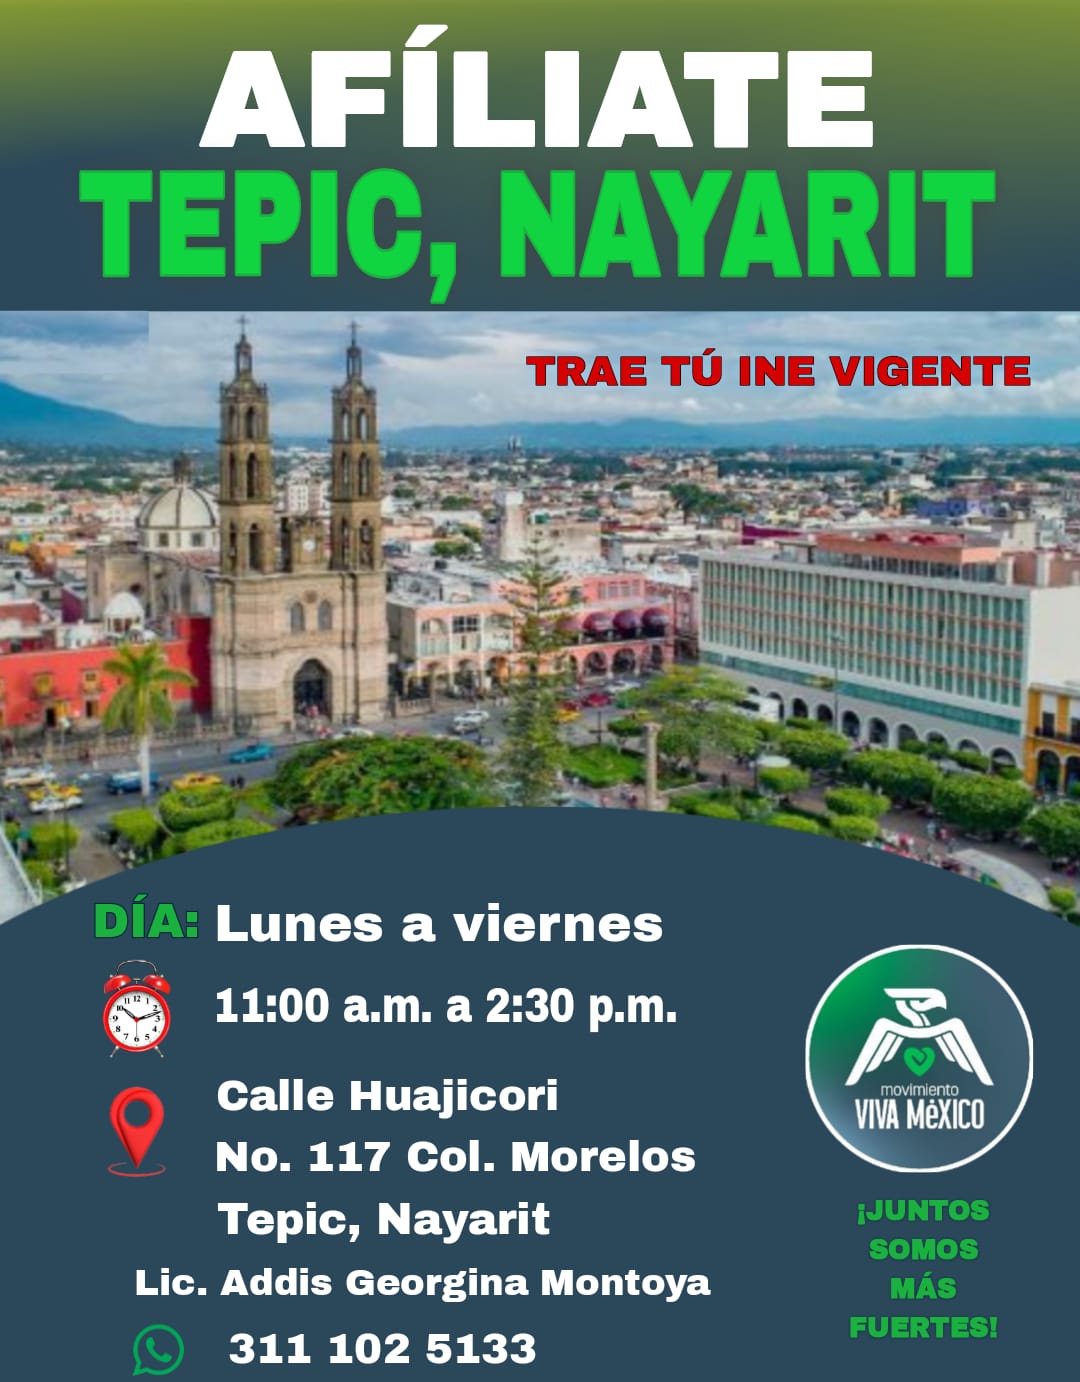 AFÍLIATE
TEPIC, NAYARIT
TRAE TÚ INE VIGENTE
DÍA: Lunes a viernes
11:00 a.m. a 2:30 p.m.
Calle Huajicori
No. 117 Col. Morelos
Tepic, Nayarit
Lic. Addis Georgina Montoya
311 102 5133
movimiento
VIVA MéXICO
¡JUNTOS
SOMOS
MÁS
FUERTES!